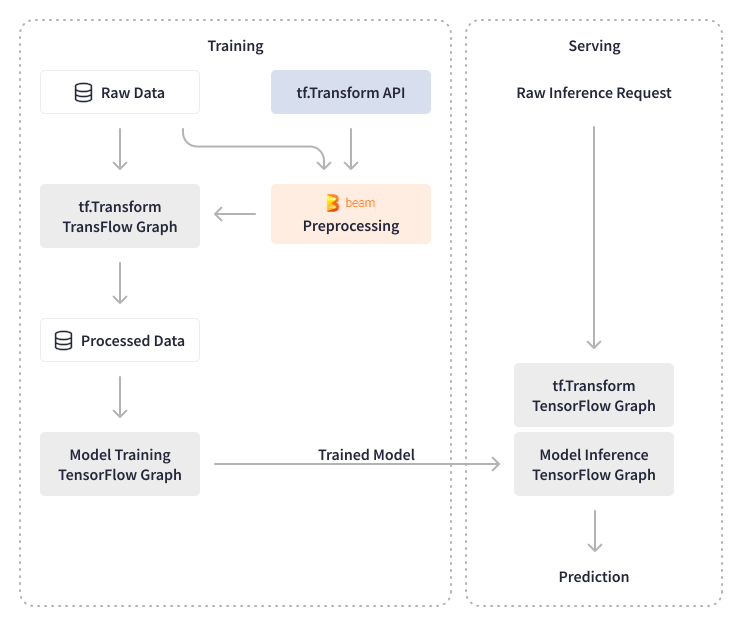 Training
Raw Data
tf.Transform API
tf.Transform
TransFlow Graph
beam
Preprocessing
Processed Data
Model Training
TensorFlow Graph
Trained Model
Serving
Raw Inference Request
tf.Transform
TensorFlow Graph
Model Inference
TensorFlow Graph
Prediction